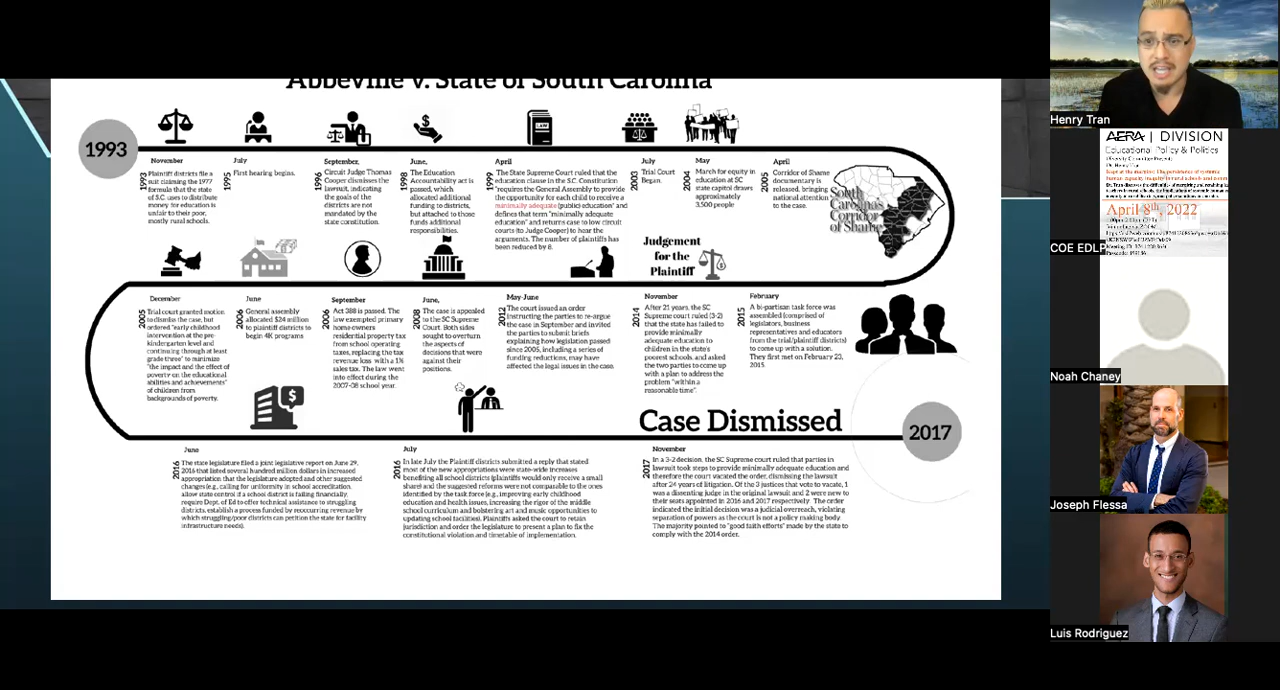 Abbeville v. State of South Carolina
1993
November
1993
Plaintiff districts file a
suit claiming the 1977
formula that the state
of S.C. uses to distribute
money for education is
unfair to their poor,
mostly rural schools.
July
1995
First hearing begins.
September,
1996
Circuit Judge Thomas
Cooper dismisses the
lawsuit, indicating
the goals of the
districts are not
mandated by the
state constitution.
June,
1998
The Education
Accountability act is
passed, which
allocated additional
funding to districts,
but attached to those
funds additional
responsibilities.
April
1999
The State Supreme Court ruled that the
education clause in the S.C. Constitution
"requires the General Assembly to provide
the opportunity for each child to receive a
minimally adequate (public) education" and
defines that term "minimally adequate
education" and returns case to low circuit
courts (to Judge Cooper) to hear the
arguments. The number of plaintiffs has
been reduced by 8.
LAW
July
2003
Trial Court
Began.
May
2004
March for equity in
education at SC
state capitol draws
approximately
3,500 people
April
2005
Corridor of Shame
documentary is
released, bringing
national attention
to the case.
South
Carolina's
Corridor
of Shame
December
2005
Trial court granted motion
to dismiss the case, but
ordered "early childhood
intervention at the pre-
kindergarten level and
continuing through at least
grade three" to minimize
"the impact and the effect of
poverty on the educational
abilities and achievements"
of children from
backgrounds of poverty.
June
2006
General assembly
allocated $24 million
to plaintiff districts to
begin 4K programs
September
2006
Act 388 is passed. The
law exempted primary
home-owners
residential property tax
from school operating
taxes, replacing the tax
revenue loss with a 1%
sales tax. The law went
into effect during the
2007-08 school year.
June,
2008
The case is appealed
to the SC Supreme
Court. Both sides
sought to overturn
the aspects of
decisions that were
against their
positions.
May-June
2012
The court issued an order
instructing the parties to re-argue
the case in September and invited
the parties to submit briefs
explaining how legislation passed
since 2005, including a series of
funding reductions, may have
affected the legal issues in the case.
Judgement
for the
Plaintiff
November
2014
After 21 years, the SC
Supreme court ruled (3-2)
that the state has failed to
provide minimally
adequate education to
children in the state's
poorest schools, and asked
the two parties to come up
with a plan to address the
problem "within a
reasonable time".
February
2015
A bi-partisan task force was
assembled (comprised of
legislators, business
representatives and educators
from the trial/plaintiff districts)
to come up with a solution.
They first met on February 23,
2015.
Case Dismissed
2017
June
2016
The state legislature filed a joint legislative report on June 29,
2016 that listed several hundred million dollars in increased
appropriation that the legislature adopted and other suggested
changes (e.g., calling for uniformity in school accreditation,
allow state control if a school district is failing financially,
require Dept. of Ed to offer technical assistance to struggling
districts, establish a process funded by reoccurring revenue by
which struggling/poor districts can petition the state for facility
infrastructure needs).
July
2016
In late July the Plaintiff districts submitted a reply that stated
most of the new appropriations were state-wide increases
benefiting all school districts (plaintiffs would only receive a small
share) and the suggested reforms were not comparable to the ones
identified by the task force (e.g., improving early childhood
education and health issues, increasing the rigor of the middle
school curriculum and bolstering art and music opportunities to
updating school facilities). Plaintiffs asked the court to retain
jurisdiction and order the legislature to present a plan to fix the
constitutional violation and timetable of implementation.
November
2017
In a 3-2 decision, the SC Supreme court ruled that parties in
lawsuit took steps to provide minimally adequate education and
therefore the court vacated the order, dismissing the lawsuit
after 24 years of litigation. Of the 3 justices that vote to vacate, 1
was a dissenting judge in the original lawsuit and 2 were new to
their seats appointed in 2016 and 2017 respectively. The order
indicated the initial decision was a judicial overreach, violating
separation of powers as the court is not a policy making body.
The majority pointed to "good faith efforts" made by the state to
comply with the 2014 order.
Henry Tran
AERA | DIVISION
Educational Policy & Politics
April 8th, 2022
COE EDLP
Noah Chaney
Joseph Flessa
Luis Rodriguez